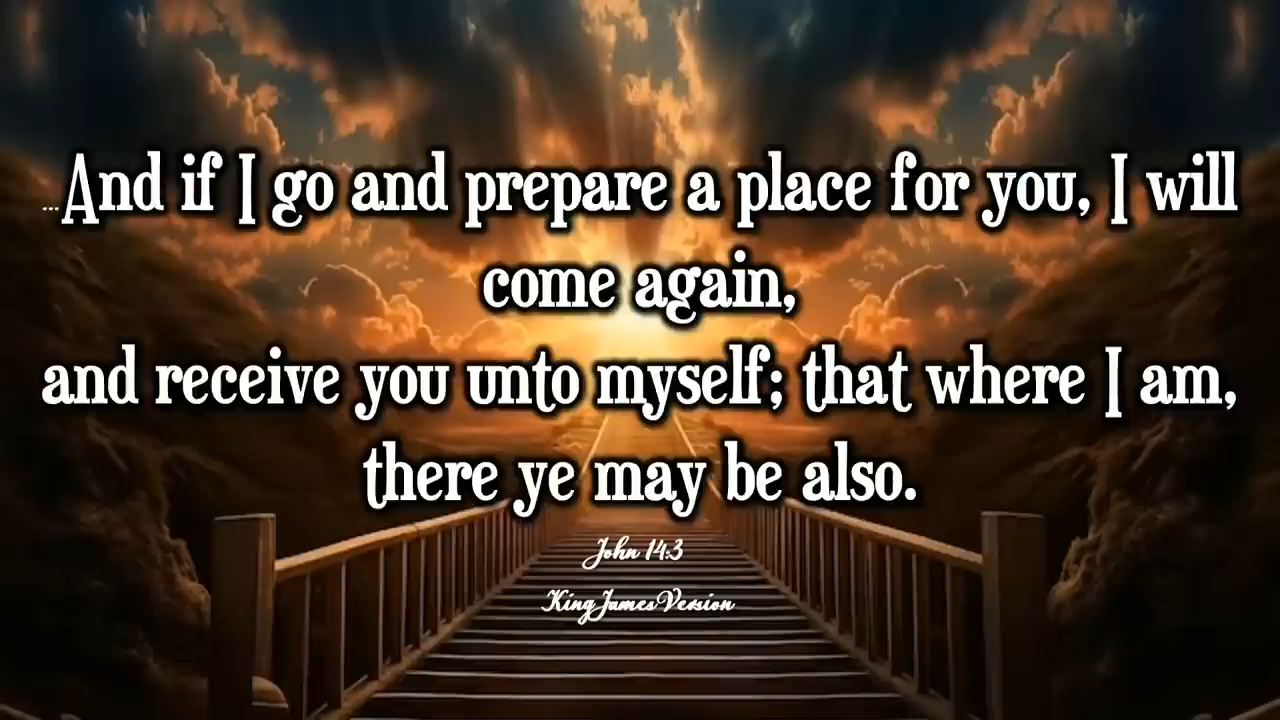 ...And if I go and prepare a place for you, I will
come again,
and receive you unto myself; that where I am,
there ye may be also.
John 14:3
King James Version